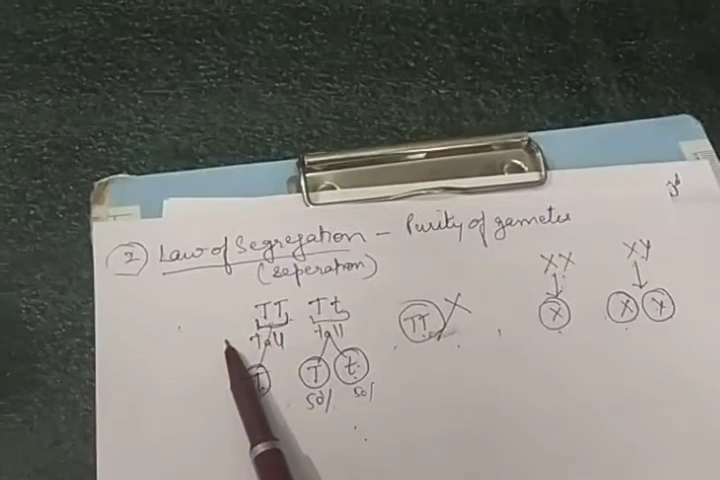 2 Law of Segregation - Purity of gametes
(seperation)
XX XY
TT Tt TT X
tall tall
X X Y
T T t
50% 50%